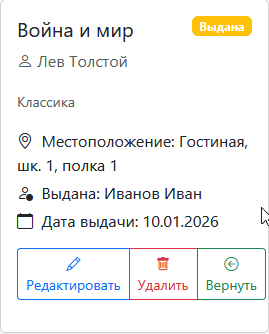 Война и мир
Выдана
Лев Толстой
Классика
Местоположение: Гостиная,
шк. 1, полка 1
Выдана: Иванов Иван
Дата выдачи: 10.01.2026
Редактировать Удалить Вернуть